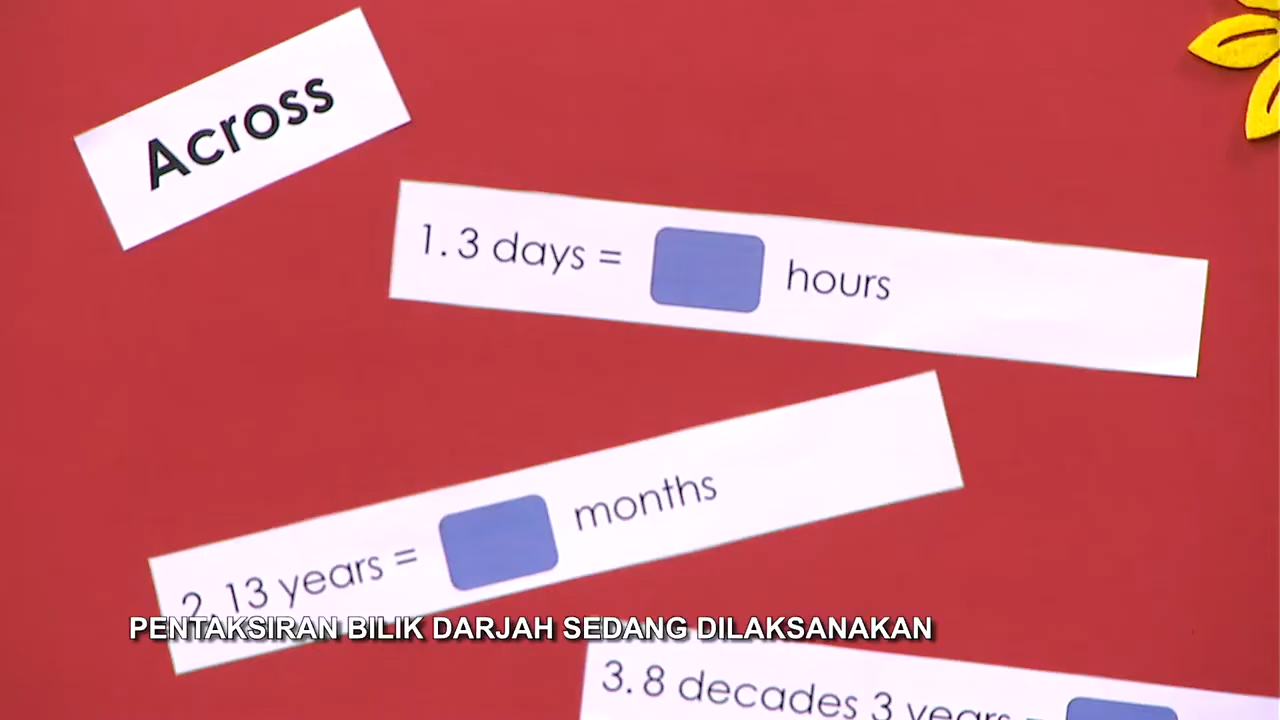 Across
1. 3 days = hours
2. 13 years = months
PENTAKSIRAN BILIK DARJAH SEDANG DILAKSANAKAN
3. 8 decades 3 years =